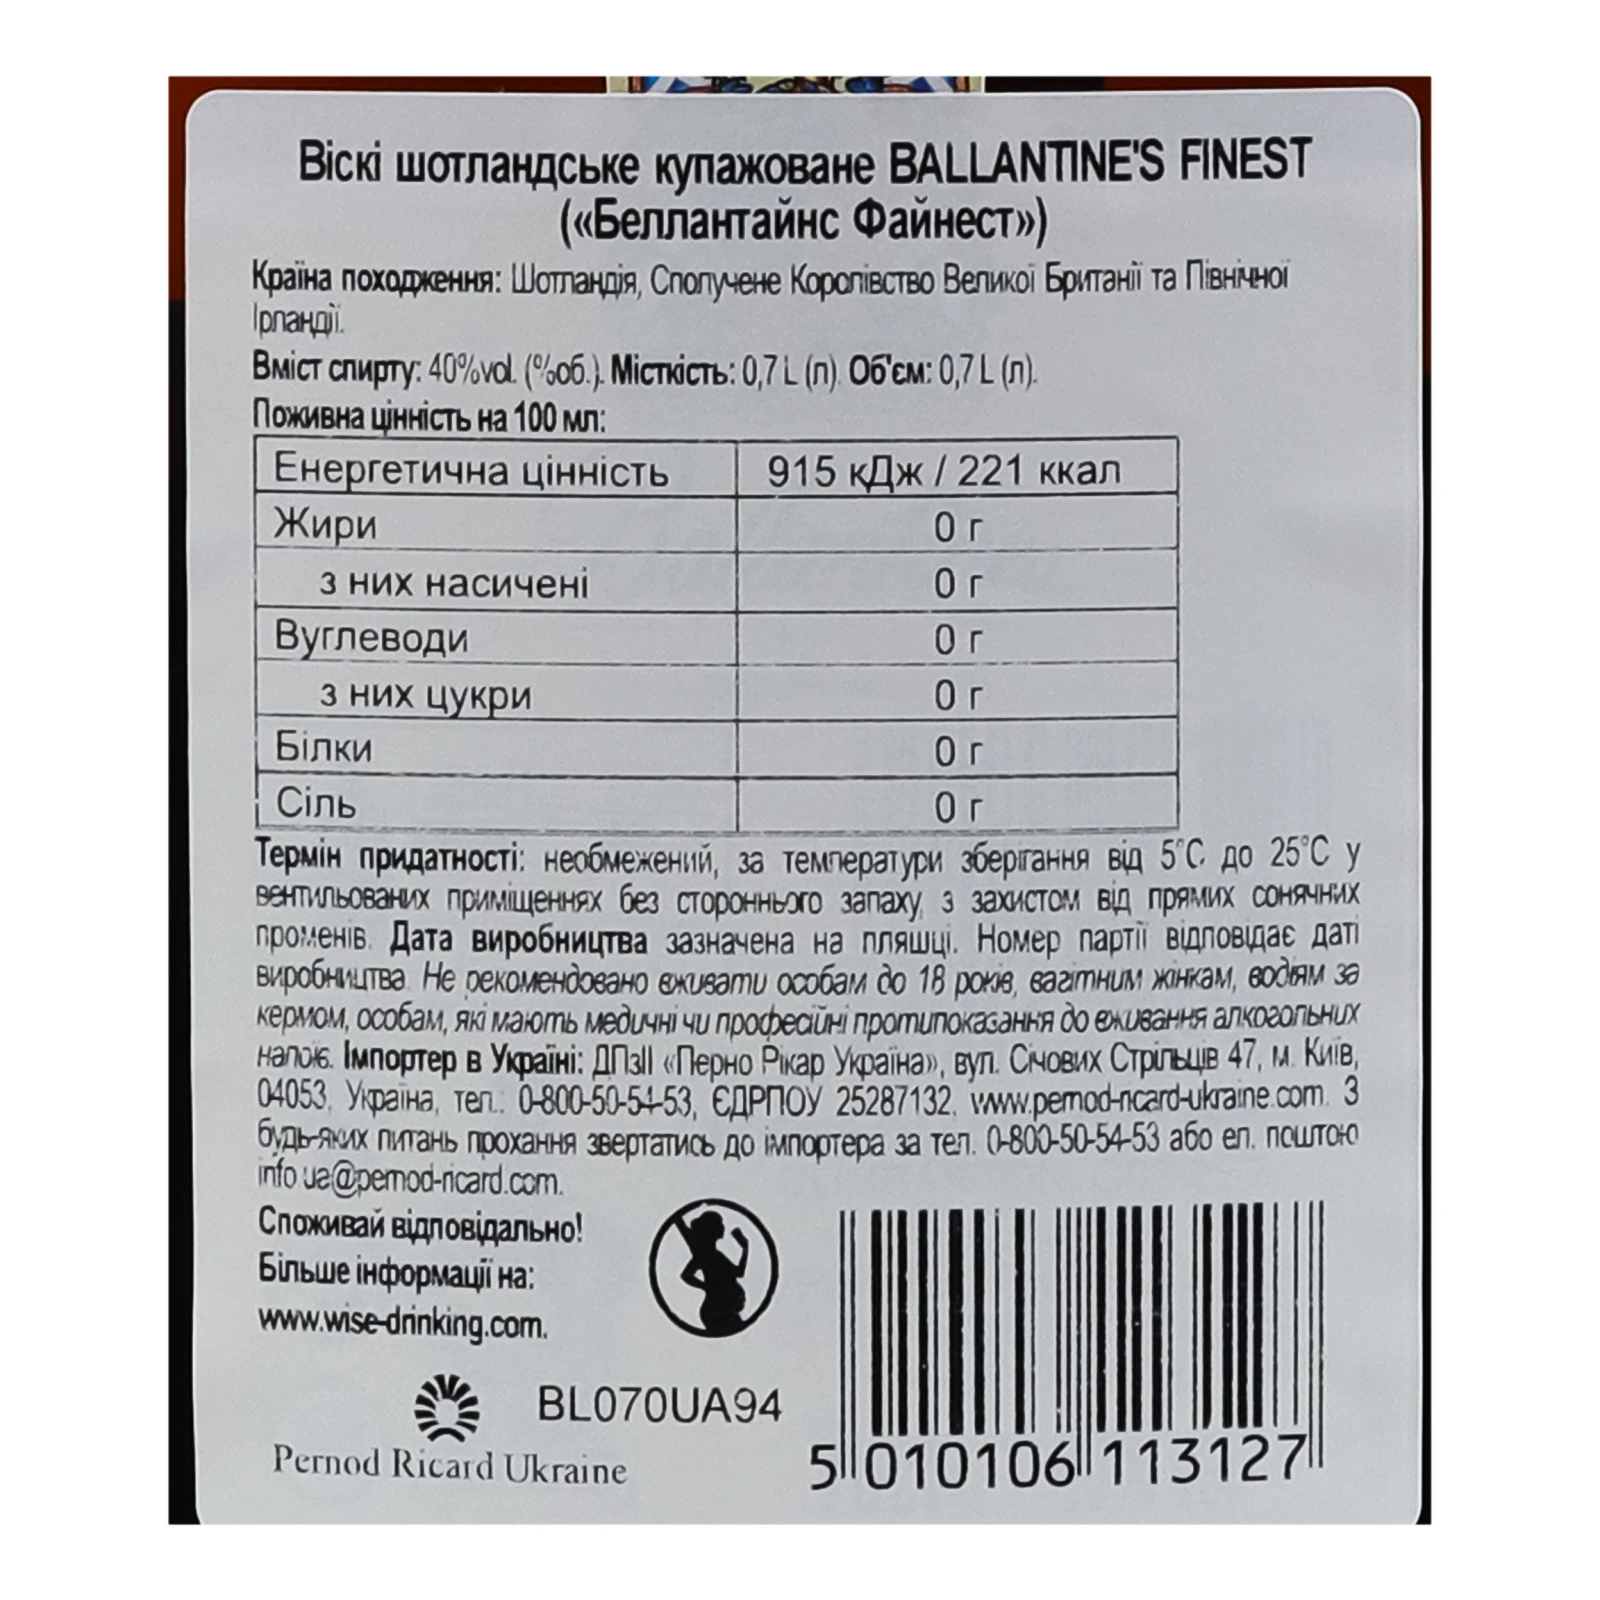 Віскі шотландське купажоване BALLANTINE'S FINEST
(«Беллантайнс Файнест»)
Країна походження: Шотландія, Сполучене Королівство Великої Британії та Північної
Ірландії.
Вміст спирту: 40%vol. (%об.). Місткість: 0,7 L (л). Об'єм: 0,7 L (л).
Поживна цінність на 100 мл:
Енергетична цінність 915 кДж / 221 ккал
Жири 0 г
з них насичені 0 г
Вуглеводи 0 г
з них цукри 0 г
Білки 0 г
Сіль 0 г
Термін придатності: необмежений, за температури зберігання від 5°C до 25°C у
вентильованих приміщеннях без стороннього запаху, з захистом від прямих сонячних
променів. Дата виробництва зазначена на пляшці. Номер партії відповідає даті
виробництва. Не рекомендовано вживати особам до 18 років, вагітним жінкам, водіям за
кермом, особам, які мають медичні чи професійні протипоказання до вживання алкогольних
напоїв. Імпортер в Україні: ДПзІІ «Перно Рікар Україна», вул. Січових Стрільців 47, м. Київ,
04053, Україна, тел.: 0-800-50-54-53, ЄДРПОУ 25287132, www.pernod-ricard-ukraine.com. З
будь-яких питань прохання звертатись до імпортера за тел. 0-800-50-54-53 або ел. поштою
info.ua@pernod-ricard.com.
Споживай відповідально!
Більше інформації на:
www.wise-drinking.com.
BL070UA94
Pernod Ricard Ukraine
5 010106 113127